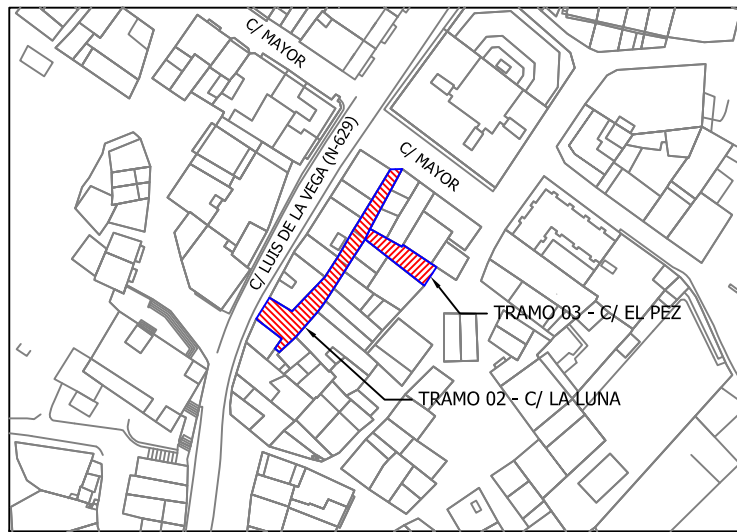 C/ MAYOR
C/ LUIS DE LA VEGA (N-629)
C/ MAYOR
TRAMO 03 - C/ EL PEZ
TRAMO 02 - C/ LA LUNA